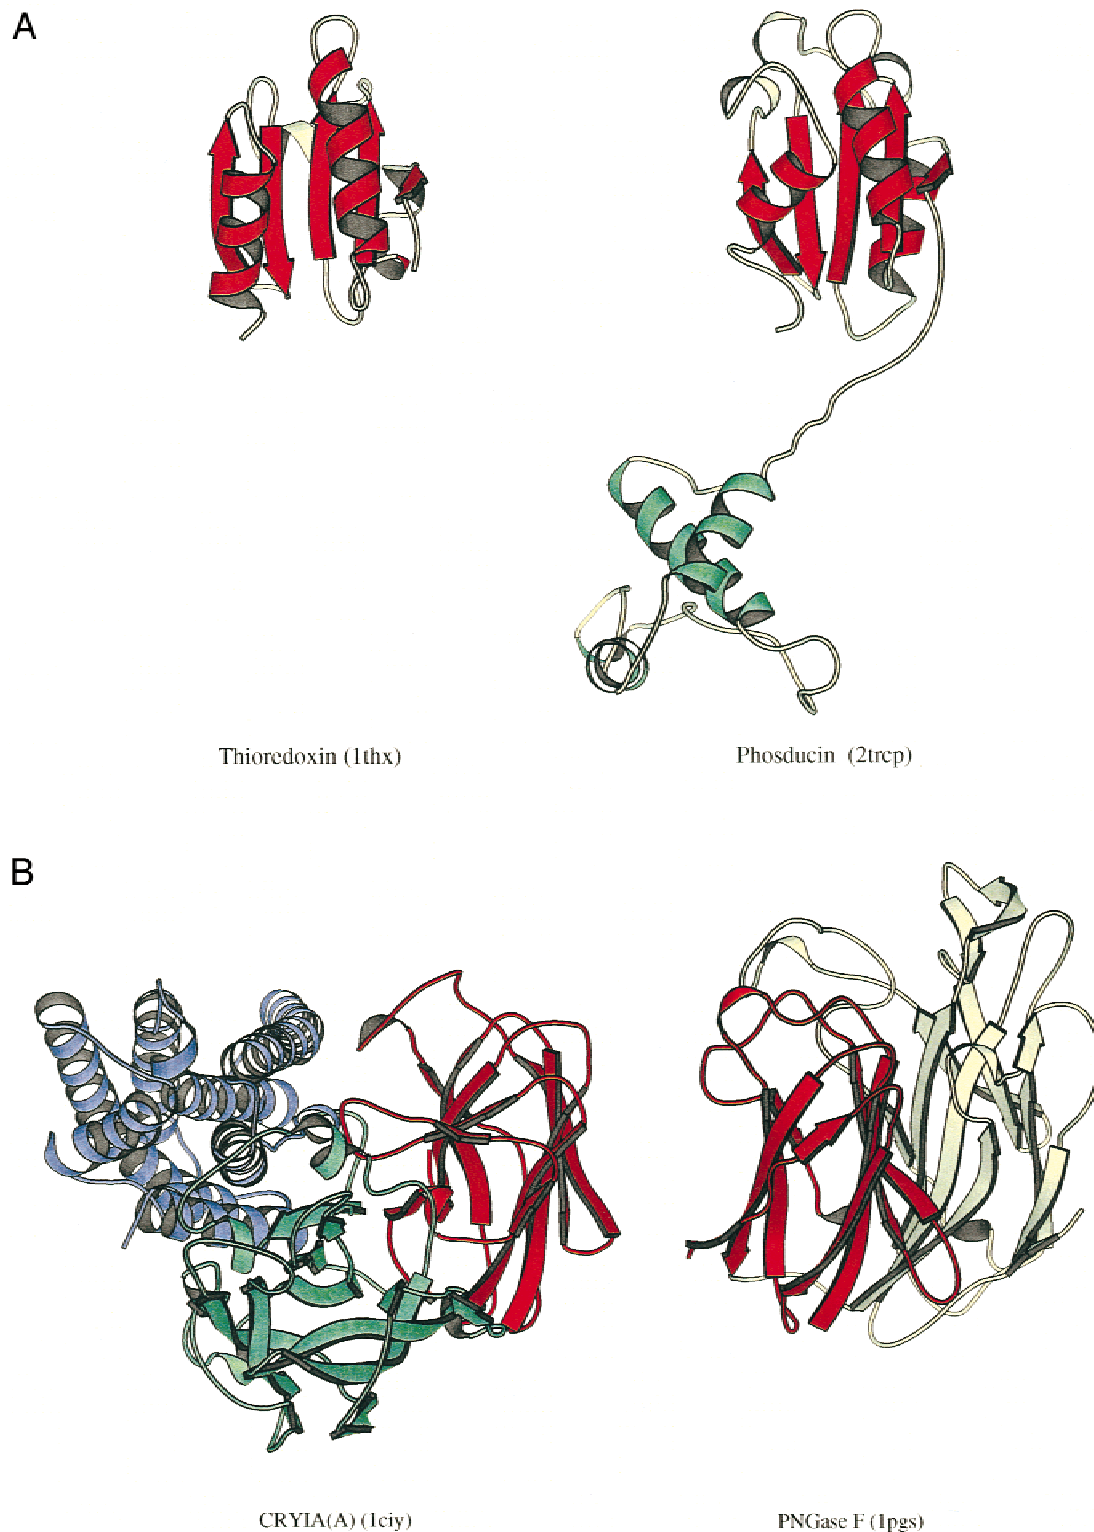 A
Thioredoxin (1thx)
Phosducin (2trcp)
B
CRYIA(A) (1ciy)
PNGase F (1pgs)